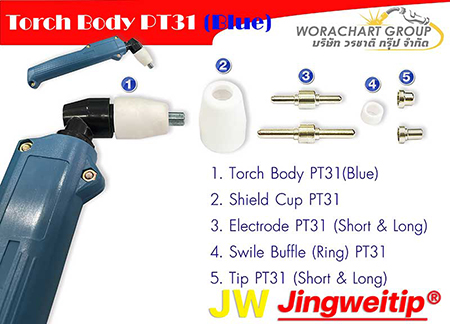 Torch Body PT31 (Blue)
WORACHART GROUP
บริษัท วรชาติ กรุ๊ป จำกัด
1
2
3
4
5
1. Torch Body PT31(Blue)
2. Shield Cup PT31
3. Electrode PT31 (Short & Long)
4. Swile Buffle (Ring) PT31
5. Tip PT31 (Short & Long)
JW Jingweitip®